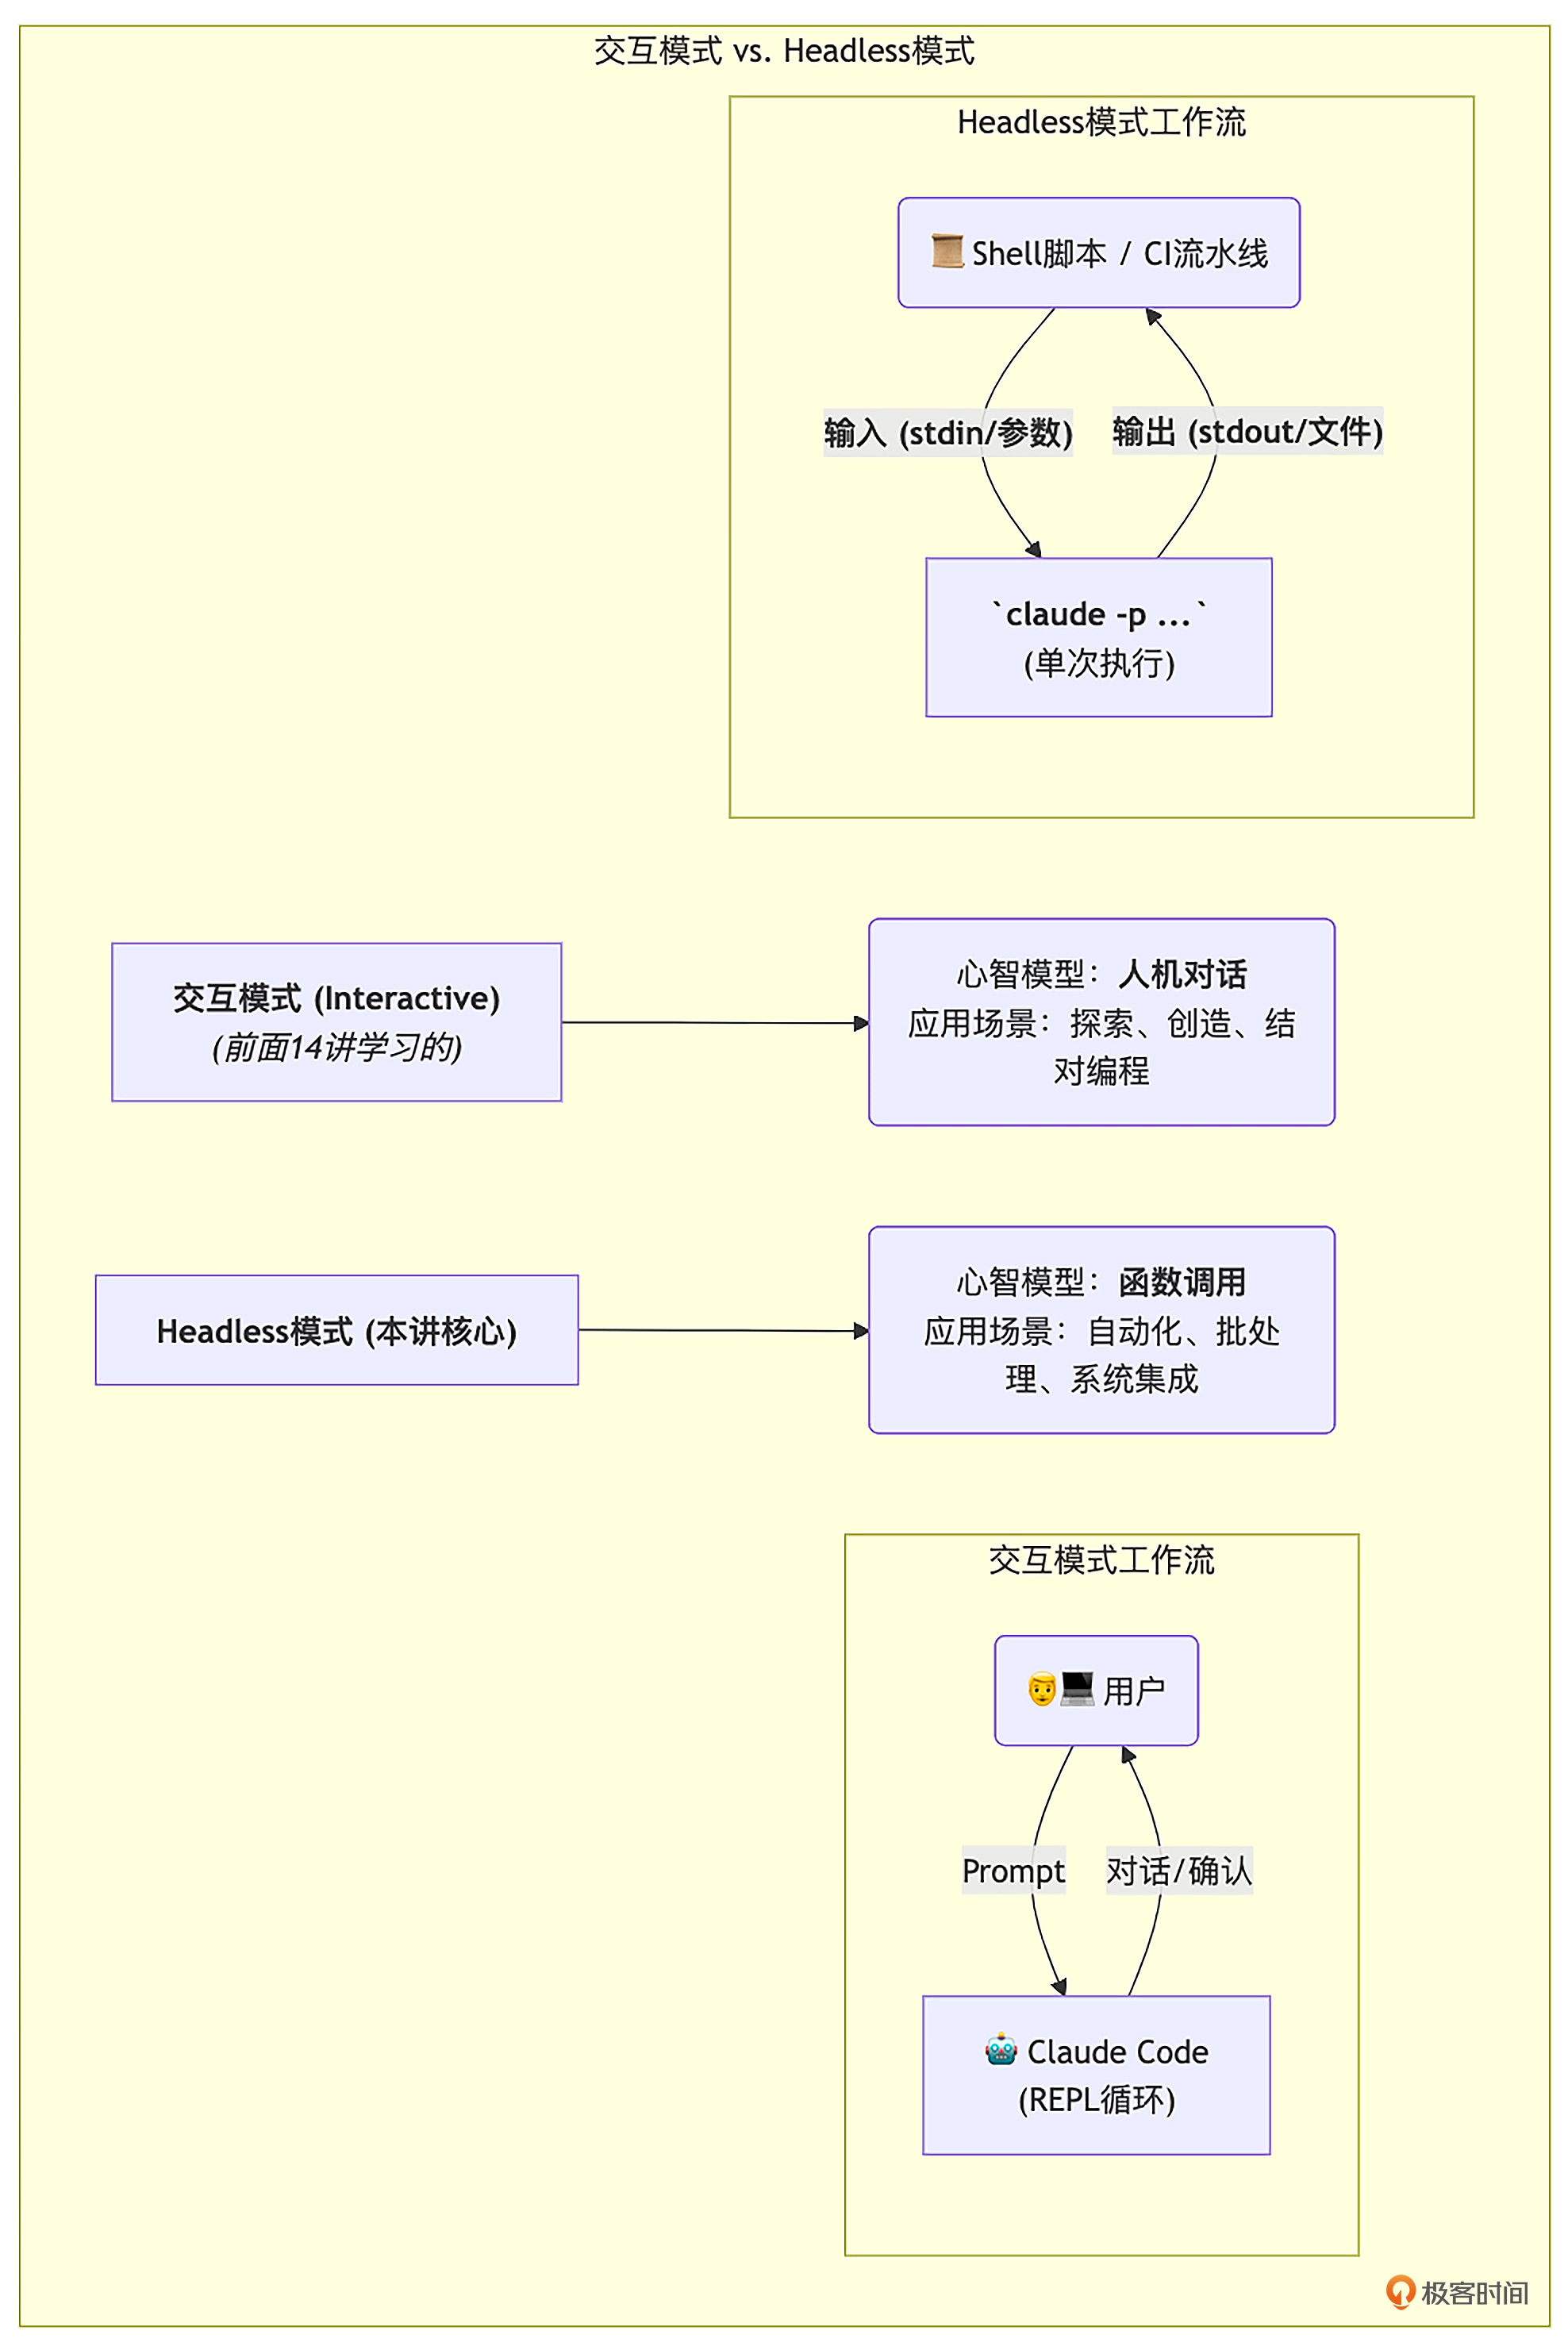 交互模式 vs. Headless模式
Headless模式工作流
Shell脚本 / CI流水线
输入 (stdin/参数)
输出 (stdout/文件)
`claude -p ...`
(单次执行)
交互模式 (Interactive)
(前面14讲学习的)
心智模型：人机对话
应用场景：探索、创造、结
对编程
Headless模式 (本讲核心)
心智模型：函数调用
应用场景：自动化、批处
理、系统集成
交互模式工作流
用户
Prompt
对话/确认
Claude Code
(REPL循环)
极客时间